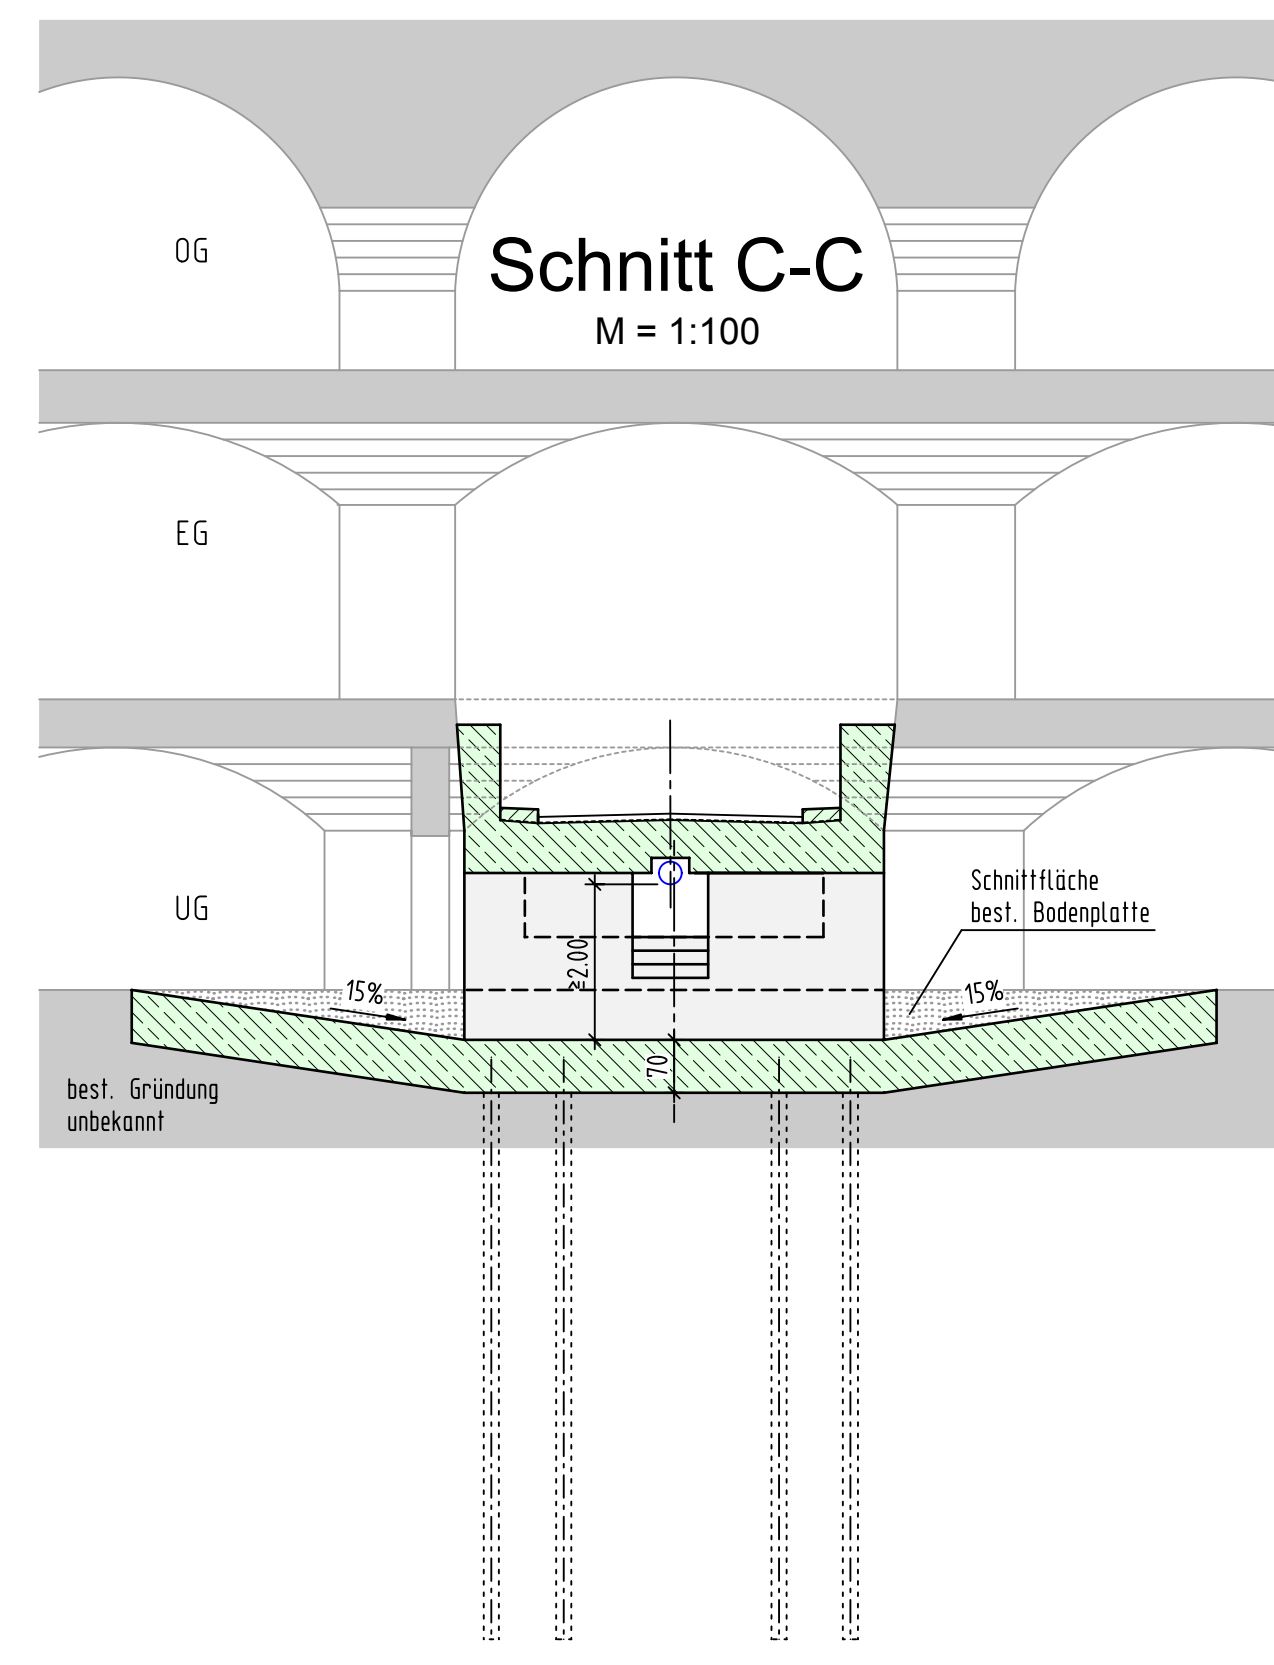 OG
Schnitt C-C
M = 1:100
EG
UG
Schnittfläche
best. Bodenplatte
≥2.00
15%
15%
70
best. Gründung
unbekannt